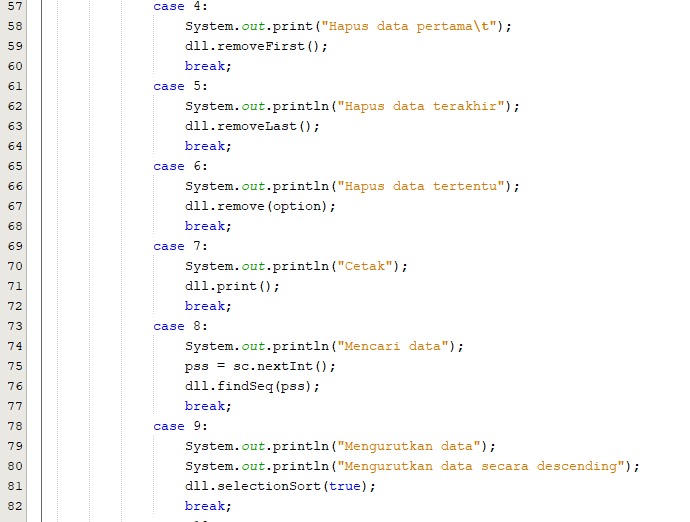 57 case 4:
58 System.out.print("Hapus data pertama\t");
59 dll.removeFirst();
60 break;
61 case 5:
62 System.out.println("Hapus data terakhir");
63 dll.removeLast();
64 break;
65 case 6:
66 System.out.println("Hapus data tertentu");
67 dll.remove(option);
68 break;
69 case 7:
70 System.out.println("Cetak");
71 dll.print();
72 break;
73 case 8:
74 System.out.println("Mencari data");
75 pss = sc.nextInt();
76 dll.findSeq(pss);
77 break;
78 case 9:
79 System.out.println("Mengurutkan data");
80 System.out.println("Mengurutkan data secara descending");
81 dll.selectionSort(true);
82 break;